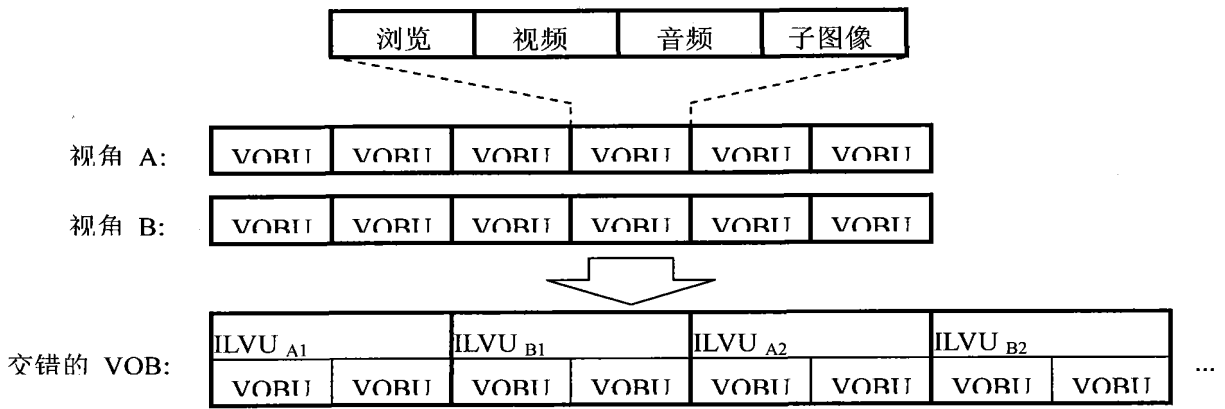 浏览 视频 音频 子图像
视角 A: VOBU VOBU VOBU VOBU VOBU VOBU
视角 B: VOBU VOBU VOBU VOBU VOBU VOBU
ILVU A1 ILVU B1 ILVU A2 ILVU B2
交错的 VOB: ...
VOBU VOBU VOBU VOBU VOBU VOBU VOBU VOBU